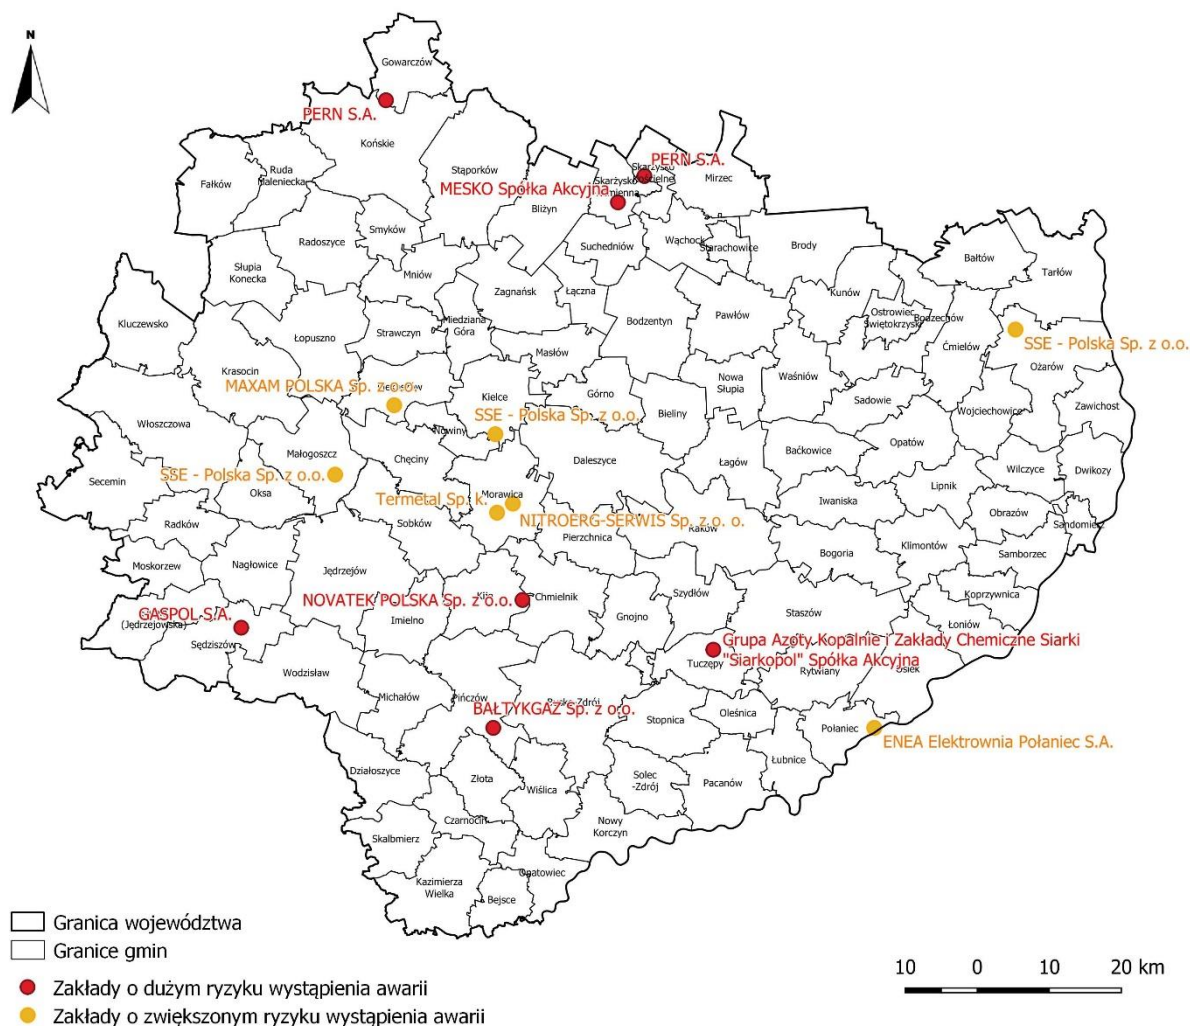 N
Gowarczów
PERN S.A.
Końskie
Stąporków
PERN S.A.
Mirzec
Fałków
Ruda
Maleniecka
MESKO Spółka Akcyjna
Bliżyn
Smyków
Radoszyce
Suchedniów
Wąchock
Starachowice
Brody
Bałtów
Tarłów
Słupia
Konecka
Mniów
Zagnańsk
Łączna
Kunów
Kluczewsko
Łopuszno
Strawczyn
Miedziana
Góra
Bodzentyn
Pawłów
Ostrowiec
Świętokrzyski
Bodzechów
Ćmielów
SSE - Polska Sp. z o.o.
Masłów
Krasocin
Nowa
Słupia
Waśniów
Ożarów
MAXAM POLSKA Sp. z o.o.
Kielce
Górno
Bieliny
Sadowie
Wojciechowice
Zawichost
SSE - Polska Sp. z o.o.
Włoszczowa
Nowiny
Małogoszcz
Chęciny
Daleszyce
Łagów
Baćkowice
Opatów
Secemin
SSE - Polska Sp. z o.o.
Oksa
Lipnik
Wilczyce
Dwikozy
Termetal Sp. k.
Morawica
Iwaniska
Obrazów
NITROERG-SERWIS Sp. z o. o.
Radków
Sobków
Pierzchnica
Raków
Sandomierz
Klimontów
Samborzec
Moskorzew
Nagłowice
Jędrzejów
Bogoria
NOVATEK POLSKA Sp. z o.o.
Chmielnik
Szydłów
Koprzywnica
GASPOL S.A.
(Jędrzejowska)
Imielno
Gnojno
Staszów
Łoniów
Sędziszów
Grupa Azoty Kopalnie i Zakłady Chemiczne Siarki
"Siarkopol" Spółka Akcyjna
Tuczępy
Rytwiany
Osiek
Wodzisław
Michałów
Pińczów
Busko-Zdrój
BAŁTYKGAZ Sp. z o.o.
Stopnica
Oleśnica
Połaniec
ENEA Elektrownia Połaniec S.A.
Łubnice
Działoszyce
Złota
Wiślica
Solec
-Zdrój
Pacanów
Czarnocin
Nowy
Korczyn
Skalbmierz
Opatowiec
Kazimierza
Wielka
Bejsce
Granica województwa
Granice gmin
Zakłady o dużym ryzyku wystąpienia awarii
Zakłady o zwiększonym ryzyku wystąpienia awarii
10 0 10 20 km